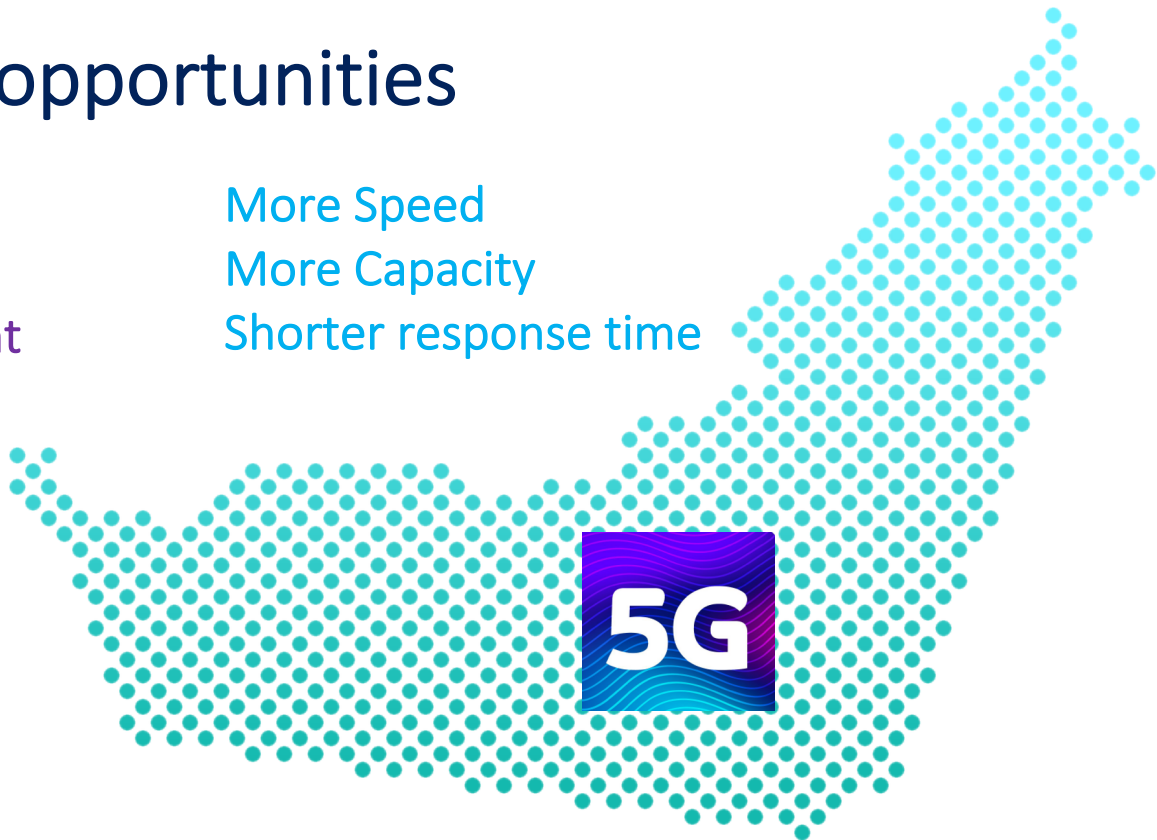 opportunities
More Speed
More Capacity
Shorter response time
5G